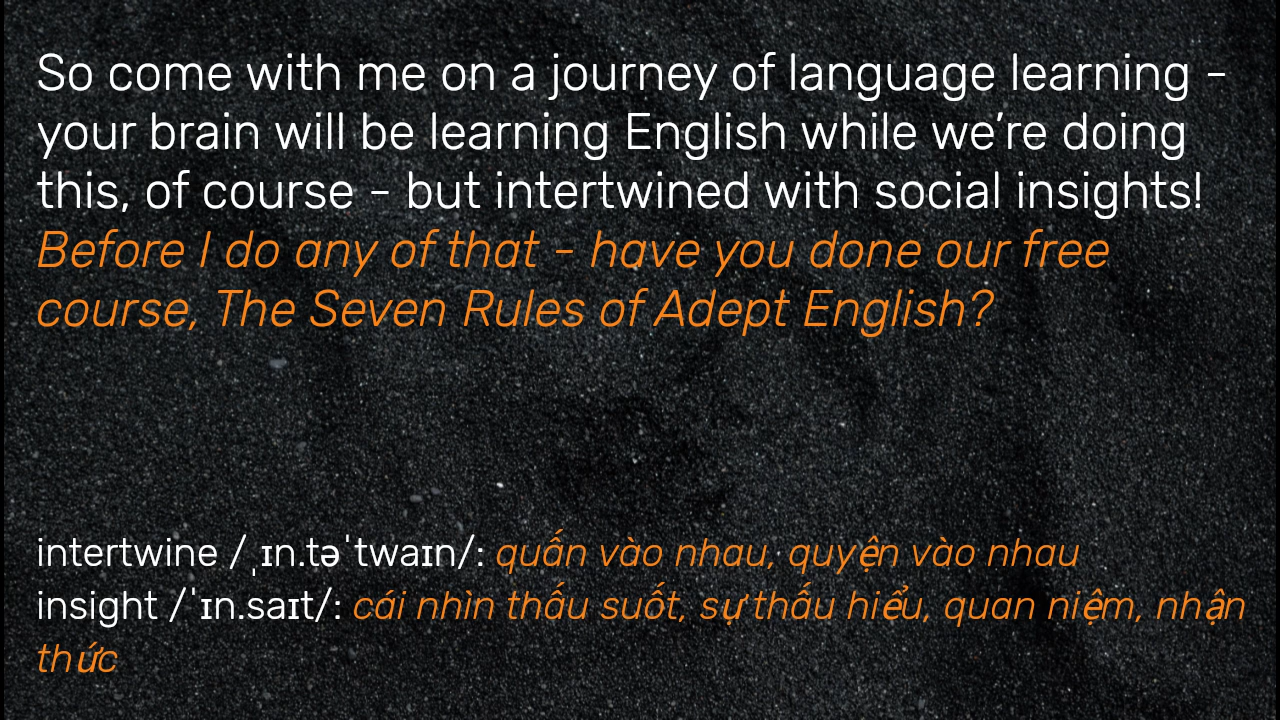 So come with me on a journey of language learning -
your brain will be learning English while we’re doing
this, of course - but intertwined with social insights!
Before I do any of that - have you done our free
course, The Seven Rules of Adept English?
intertwine /ˌɪn.təˈtwaɪn/: quấn vào nhau, quyện vào nhau
insight /ˈɪn.saɪt/: cái nhìn thấu suốt, sự thấu hiểu, quan niệm, nhận
thức